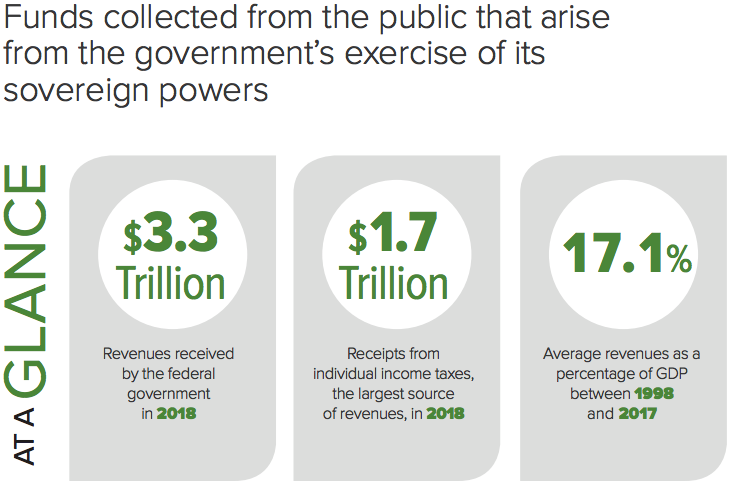 Funds collected from the public that arise
from the government’s exercise of its
sovereign powers
AT A GLANCE
$3.3
Trillion
Revenues received
by the federal
government
in 2018
$1.7
Trillion
Receipts from
individual income taxes,
the largest source
of revenues, in 2018
17.1%
Average revenues as a
percentage of GDP
between 1998
and 2017